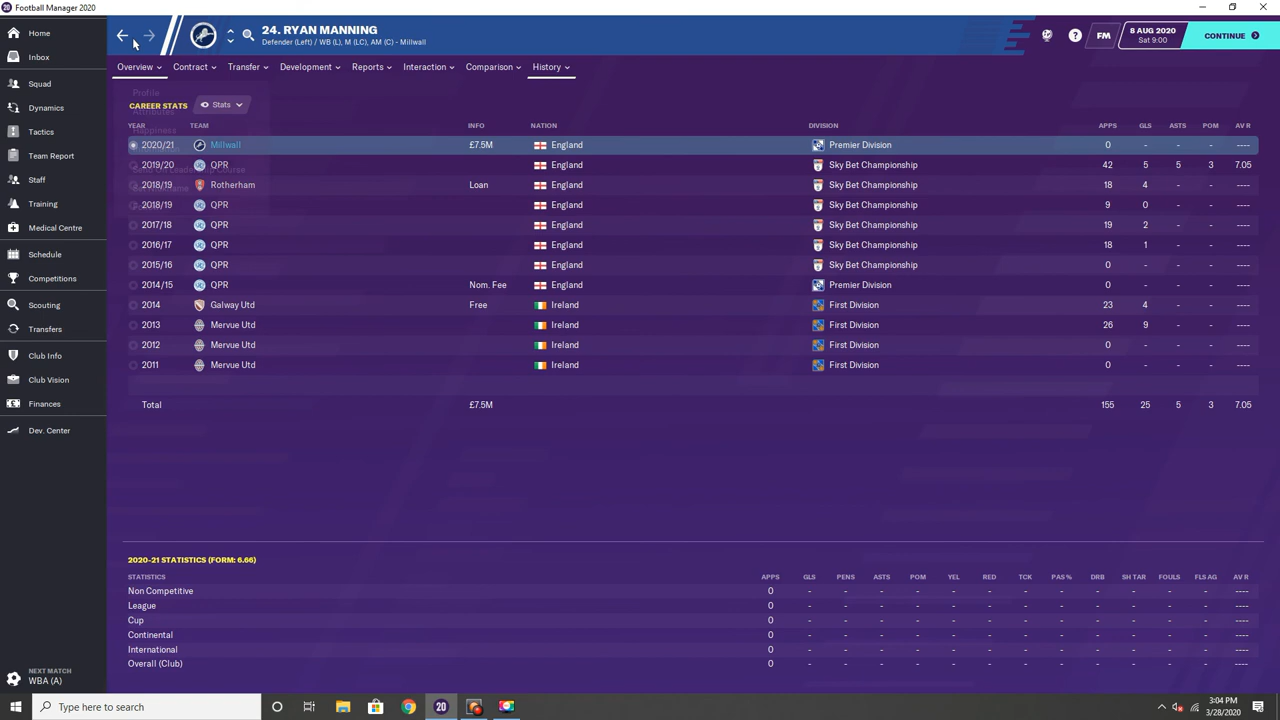 Football Manager 2020
Home
Inbox
Squad
Dynamics
Tactics
Team Report
Staff
Training
Medical Centre
Schedule
Competitions
Scouting
Transfers
Club Info
Club Vision
Finances
Dev. Center
NEXT MATCH
WBA (A)
24. RYAN MANNING
Defender (Left) / WB (L), M (LC), AM (C) - Millwall
? FM 8 AUG 2020 CONTINUE
Sat 9:00
Overview Contract Transfer Development Reports Interaction Comparison History
Profile
CAREER STATS Stats
Attributes
YEAR TEAM INFO NATION DIVISION APPS GLS ASTS POM AV R
Happiness
2020/21 Millwall £7.5M England Premier Division 0 - - - ----
2019/20 QPR England Sky Bet Championship 42 5 5 3 7.05
2018/19 Rotherham Loan England Sky Bet Championship 18 4 - - ----
2018/19 QPR England Sky Bet Championship 9 0 - - ----
2017/18 QPR England Sky Bet Championship 19 2 - - ----
2016/17 QPR England Sky Bet Championship 18 1 - - ----
2015/16 QPR England Sky Bet Championship 0 - - - ----
2014/15 QPR Nom. Fee England Premier Division 0 - - - ----
2014 Galway Utd Free Ireland First Division 23 4 - - ----
2013 Mervue Utd Ireland First Division 26 9 - - ----
2012 Mervue Utd Ireland First Division 0 - - - ----
2011 Mervue Utd Ireland First Division 0 - - - ----
Total £7.5M 155 25 5 3 7.05
2020-21 STATISTICS (FORM: 6.66)
STATISTICS APPS GLS PENS ASTS POM YEL RED TCK PAS % DRB SH TAR FOULS FLS AG AV R
Non Competitive 0 - - - - - - - - - - - - ----
League 0 - - - - - - - - - - - - ----
Cup 0 - - - - - - - - - - - - ----
Continental 0 - - - - - - - - - - - - ----
International 0 - - - - - - - - - - - - ----
Overall (Club) 0 - - - - - - - - - - - - ----
Type here to search
20
3:04 PM
3/28/2020